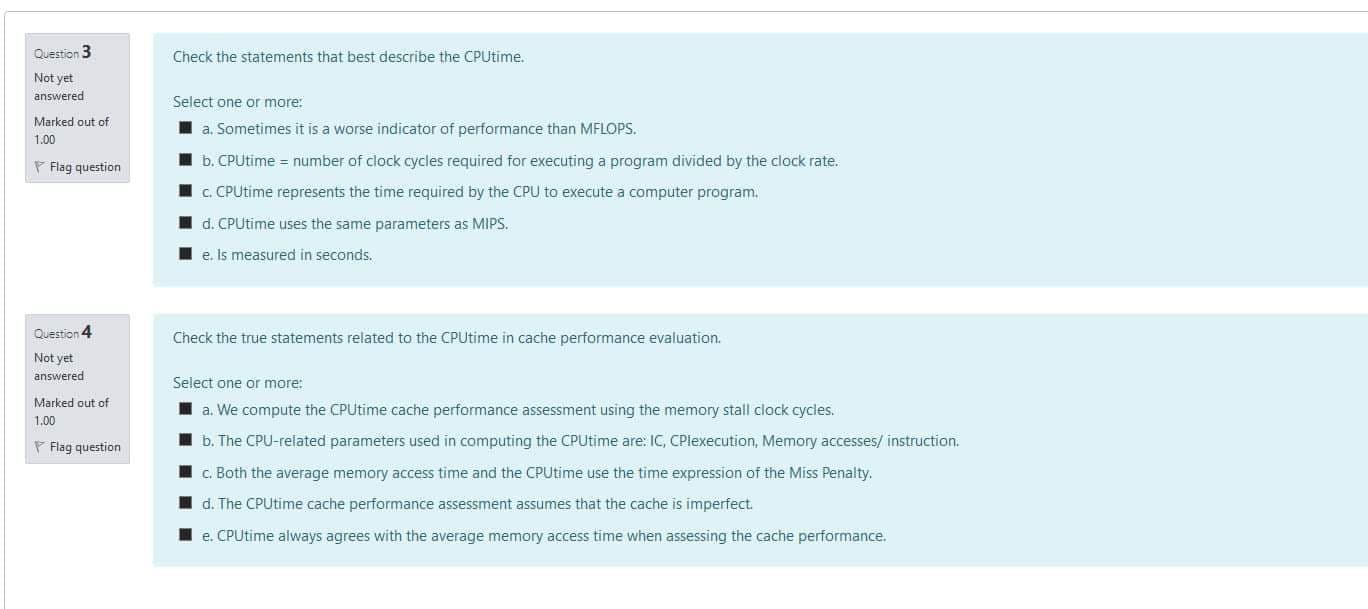 Question 3
Not yet
answered
Marked out of
1.00
Flag question
Check the statements that best describe the CPUtime.
Select one or more:
a. Sometimes it is a worse indicator of performance than MFLOPS.
b. CPUtime = number of clock cycles required for executing a program divided by the clock rate.
c. CPUtime represents the time required by the CPU to execute a computer program.
d. CPUtime uses the same parameters as MIPS.
e. Is measured in seconds.
Question 4
Not yet
answered
Marked out of
1.00
Flag question
Check the true statements related to the CPUtime in cache performance evaluation.
Select one or more:
a. We compute the CPUtime cache performance assessment using the memory stall clock cycles.
b. The CPU-related parameters used in computing the CPUtime are: IC, CPIexecution, Memory accesses/ instruction.
c. Both the average memory access time and the CPUtime use the time expression of the Miss Penalty.
d. The CPUtime cache performance assessment assumes that the cache is imperfect.
e. CPUtime always agrees with the average memory access time when assessing the cache performance.